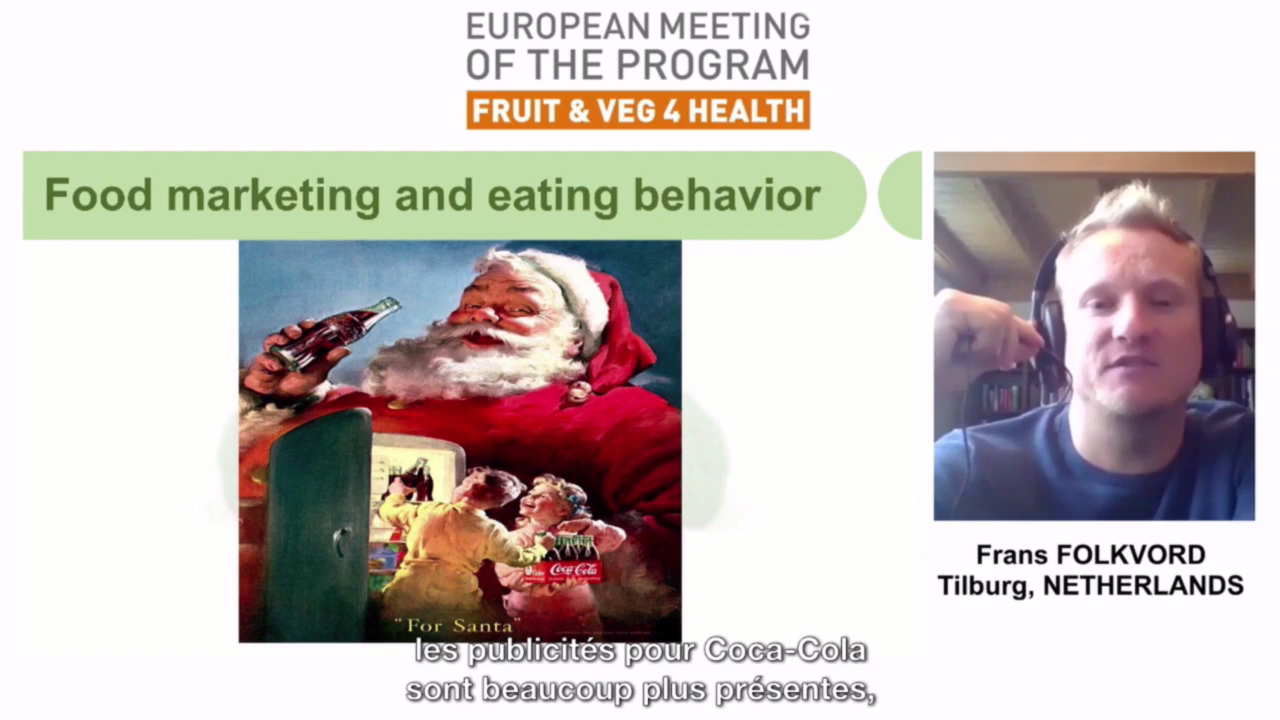 EUROPEAN MEETING
OF THE PROGRAM
FRUIT & VEG 4 HEALTH
Food marketing and eating behavior
Coca-Cola
"For Santa"
Frans FOLKVORD
Tilburg, NETHERLANDS
les publicités pour Coca-Cola
sont beaucoup plus présentes,